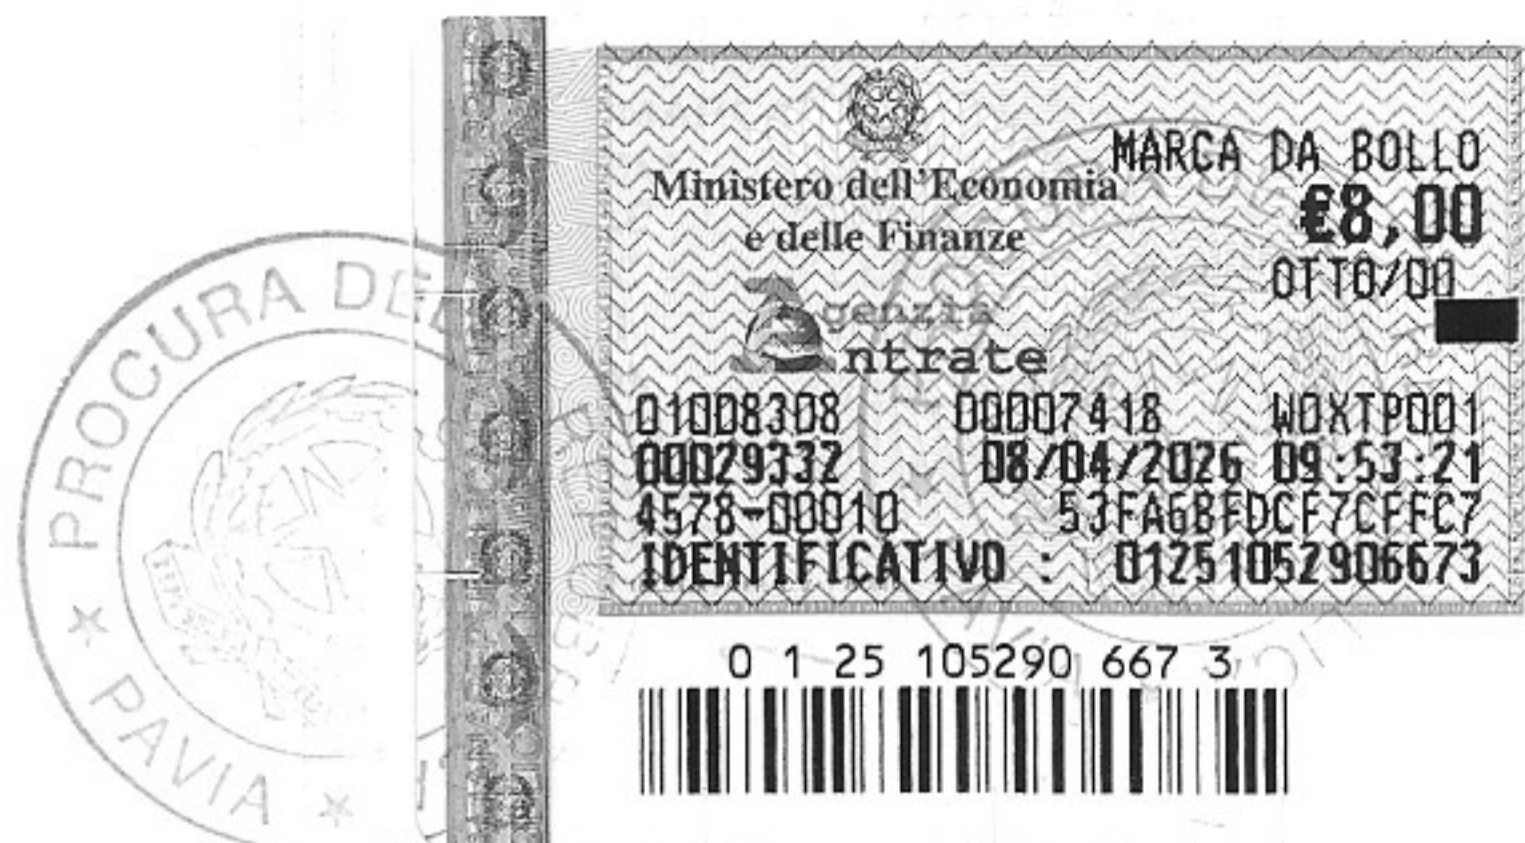 MARCA DA BOLLO
Ministero dell'Economia
e delle Finanze
€8,00
OTTO/00
Agenzia
Entrate
01008308 00007418 W0XTP001
00029332 08/04/2026 09:53:21
4578-00010 53FA6BFDCF7CFFC7
IDENTIFICATIVO : 01251052906673
0 1 25 105290 667 3
PROCURA DELLA
PAVIA